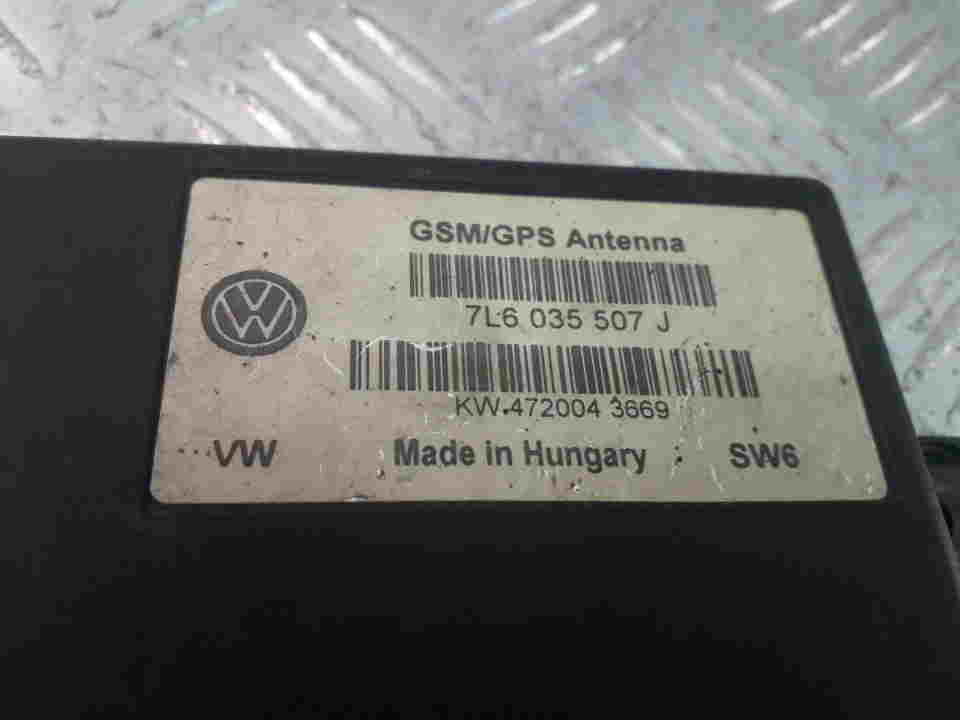 GSM/GPS Antenna
7L6 035 507 J
KW.472004 3669
VW Made in Hungary SW6